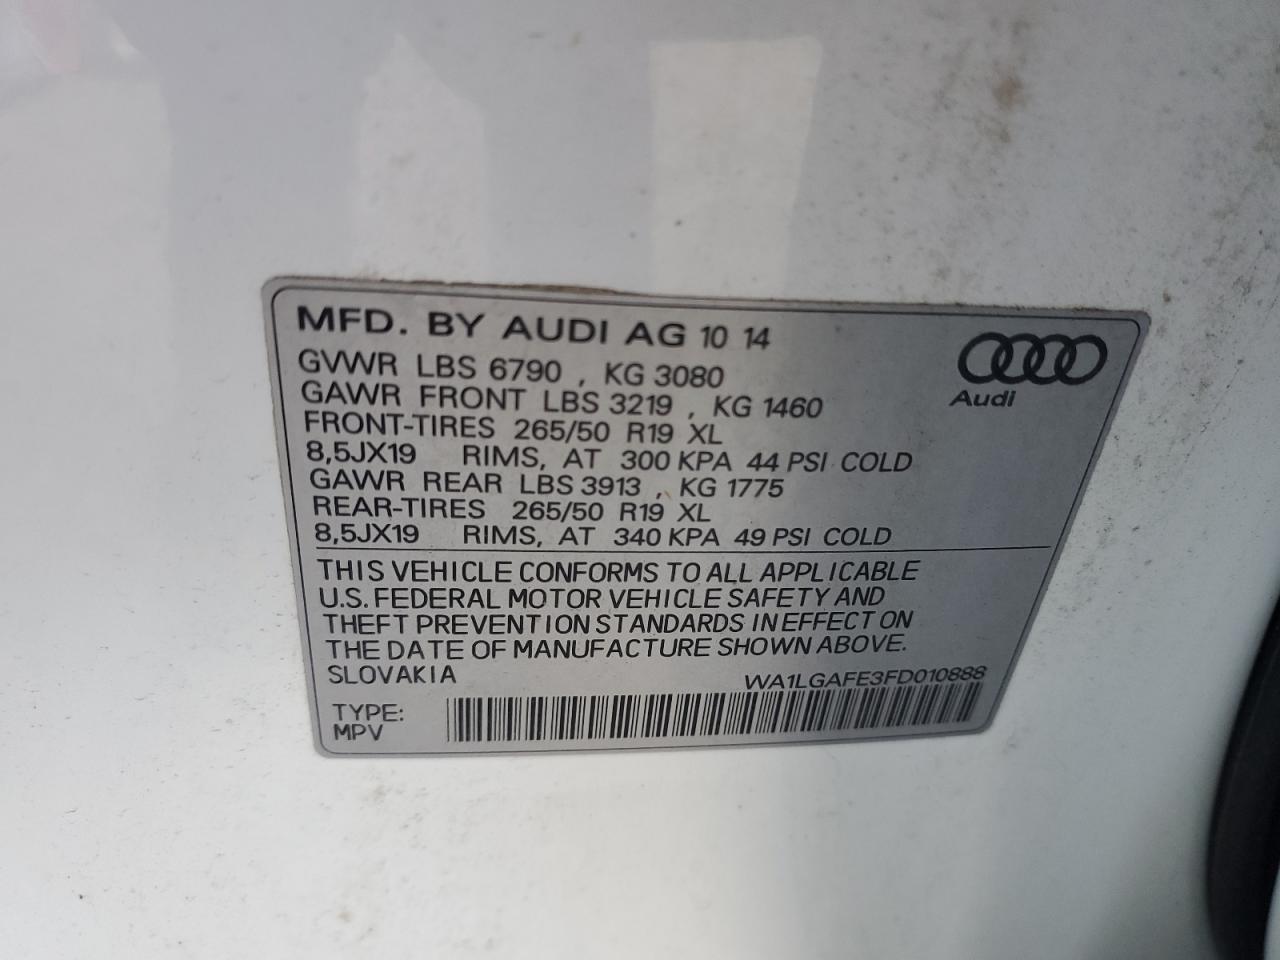 MFD. BY AUDI AG 10 14
GVWR LBS 6790 , KG 3080
GAWR FRONT LBS 3219 , KG 1460
FRONT-TIRES 265/50 R19 XL
8,5JX19 RIMS, AT 300 KPA 44 PSI COLD
GAWR REAR LBS 3913 , KG 1775
REAR-TIRES 265/50 R19 XL
8,5JX19 RIMS, AT 340 KPA 49 PSI COLD
Audi
THIS VEHICLE CONFORMS TO ALL APPLICABLE
U.S. FEDERAL MOTOR VEHICLE SAFETY AND
THEFT PREVENTION STANDARDS IN EFFECT ON
THE DATE OF MANUFACTURE SHOWN ABOVE.
SLOVAKIA
WA1LGAFE3FD010888
TYPE:
MPV